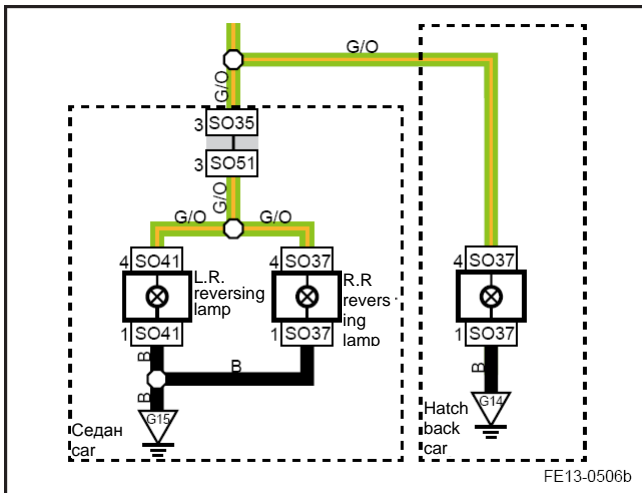 G/O
G/O
3 SO35
3 SO51
G/O
G/O G/O
4 SO41
4 SO37
4 SO37
L.R.
reversing
lamp
R.R
revers
ing
lamp
1 SO41
1 SO37
1 SO37
B
B
B
B
G15
G14
Седан
car
Hatch
back
car
FE13-0506b